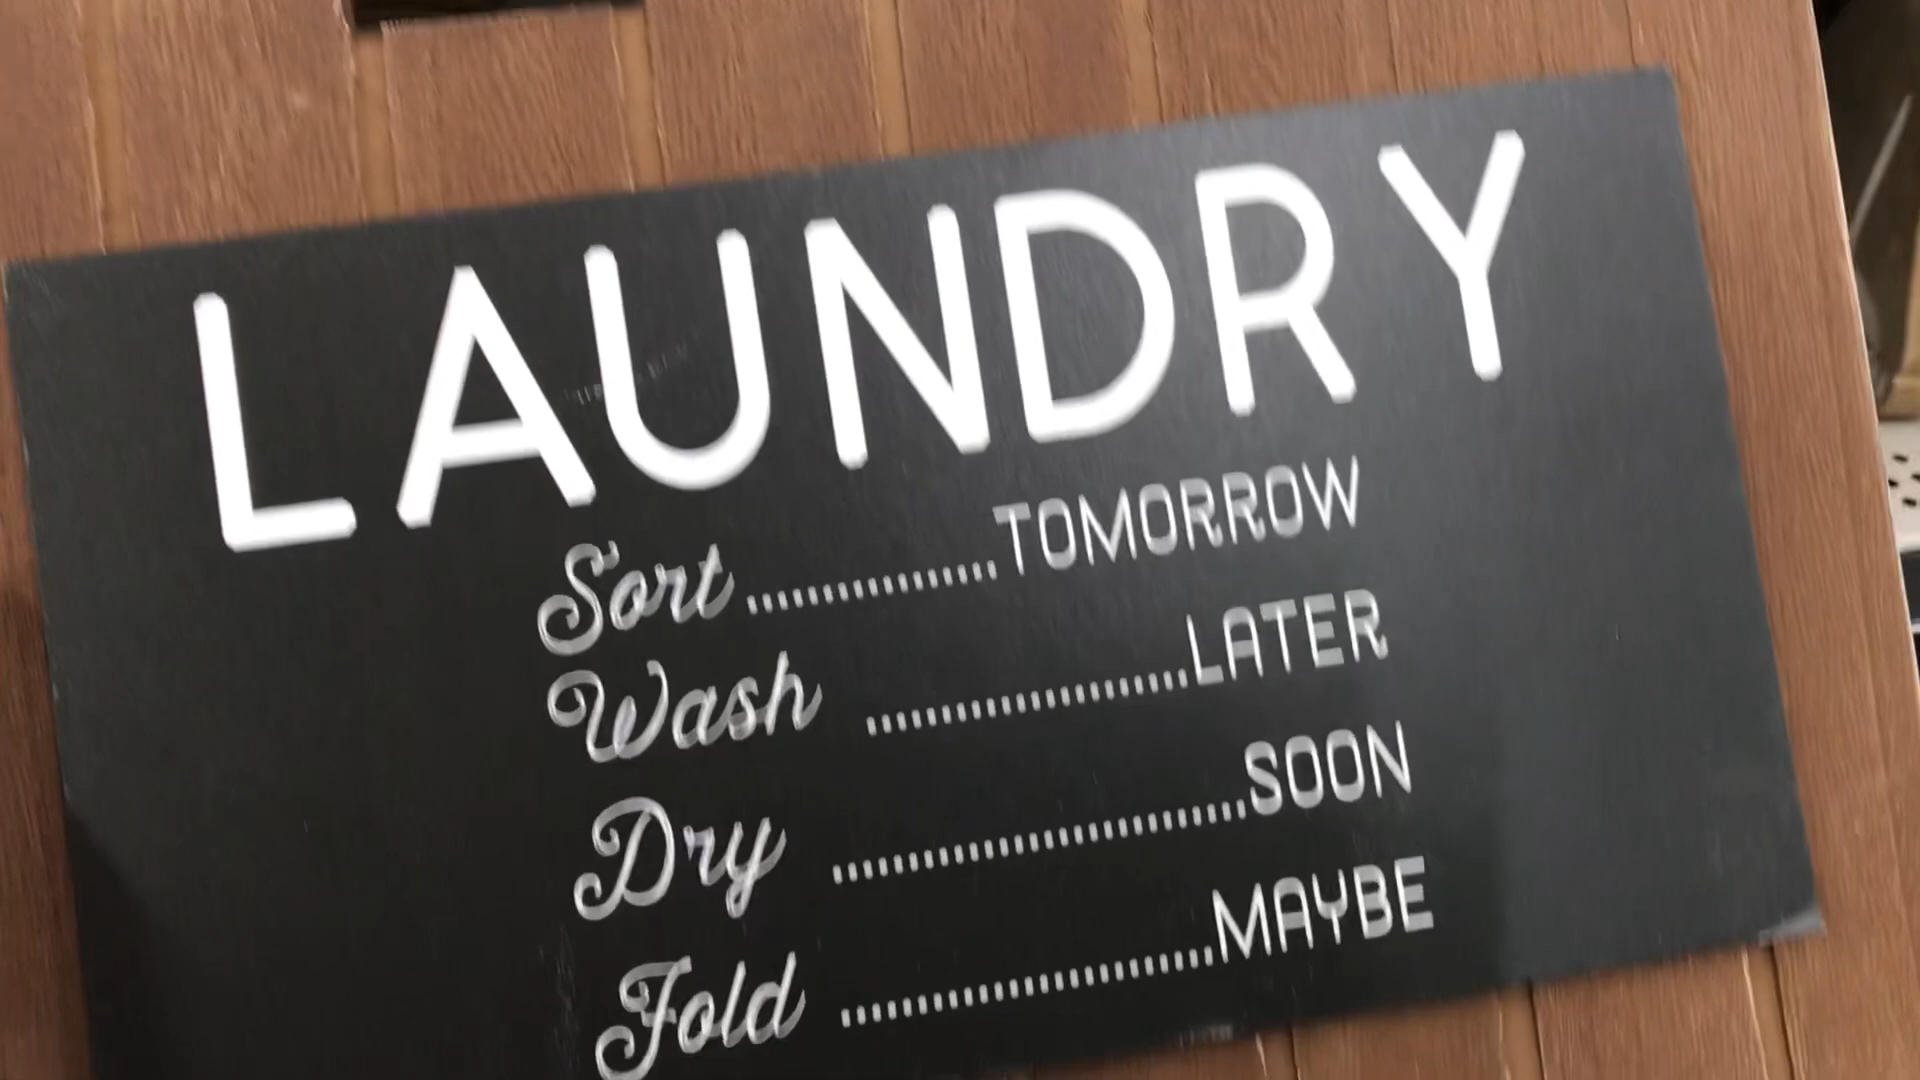 LAUNDRY
Sort................TOMORROW
Wash .....................LATER
Dry ...........................SOON
Fold .........................MAYBE